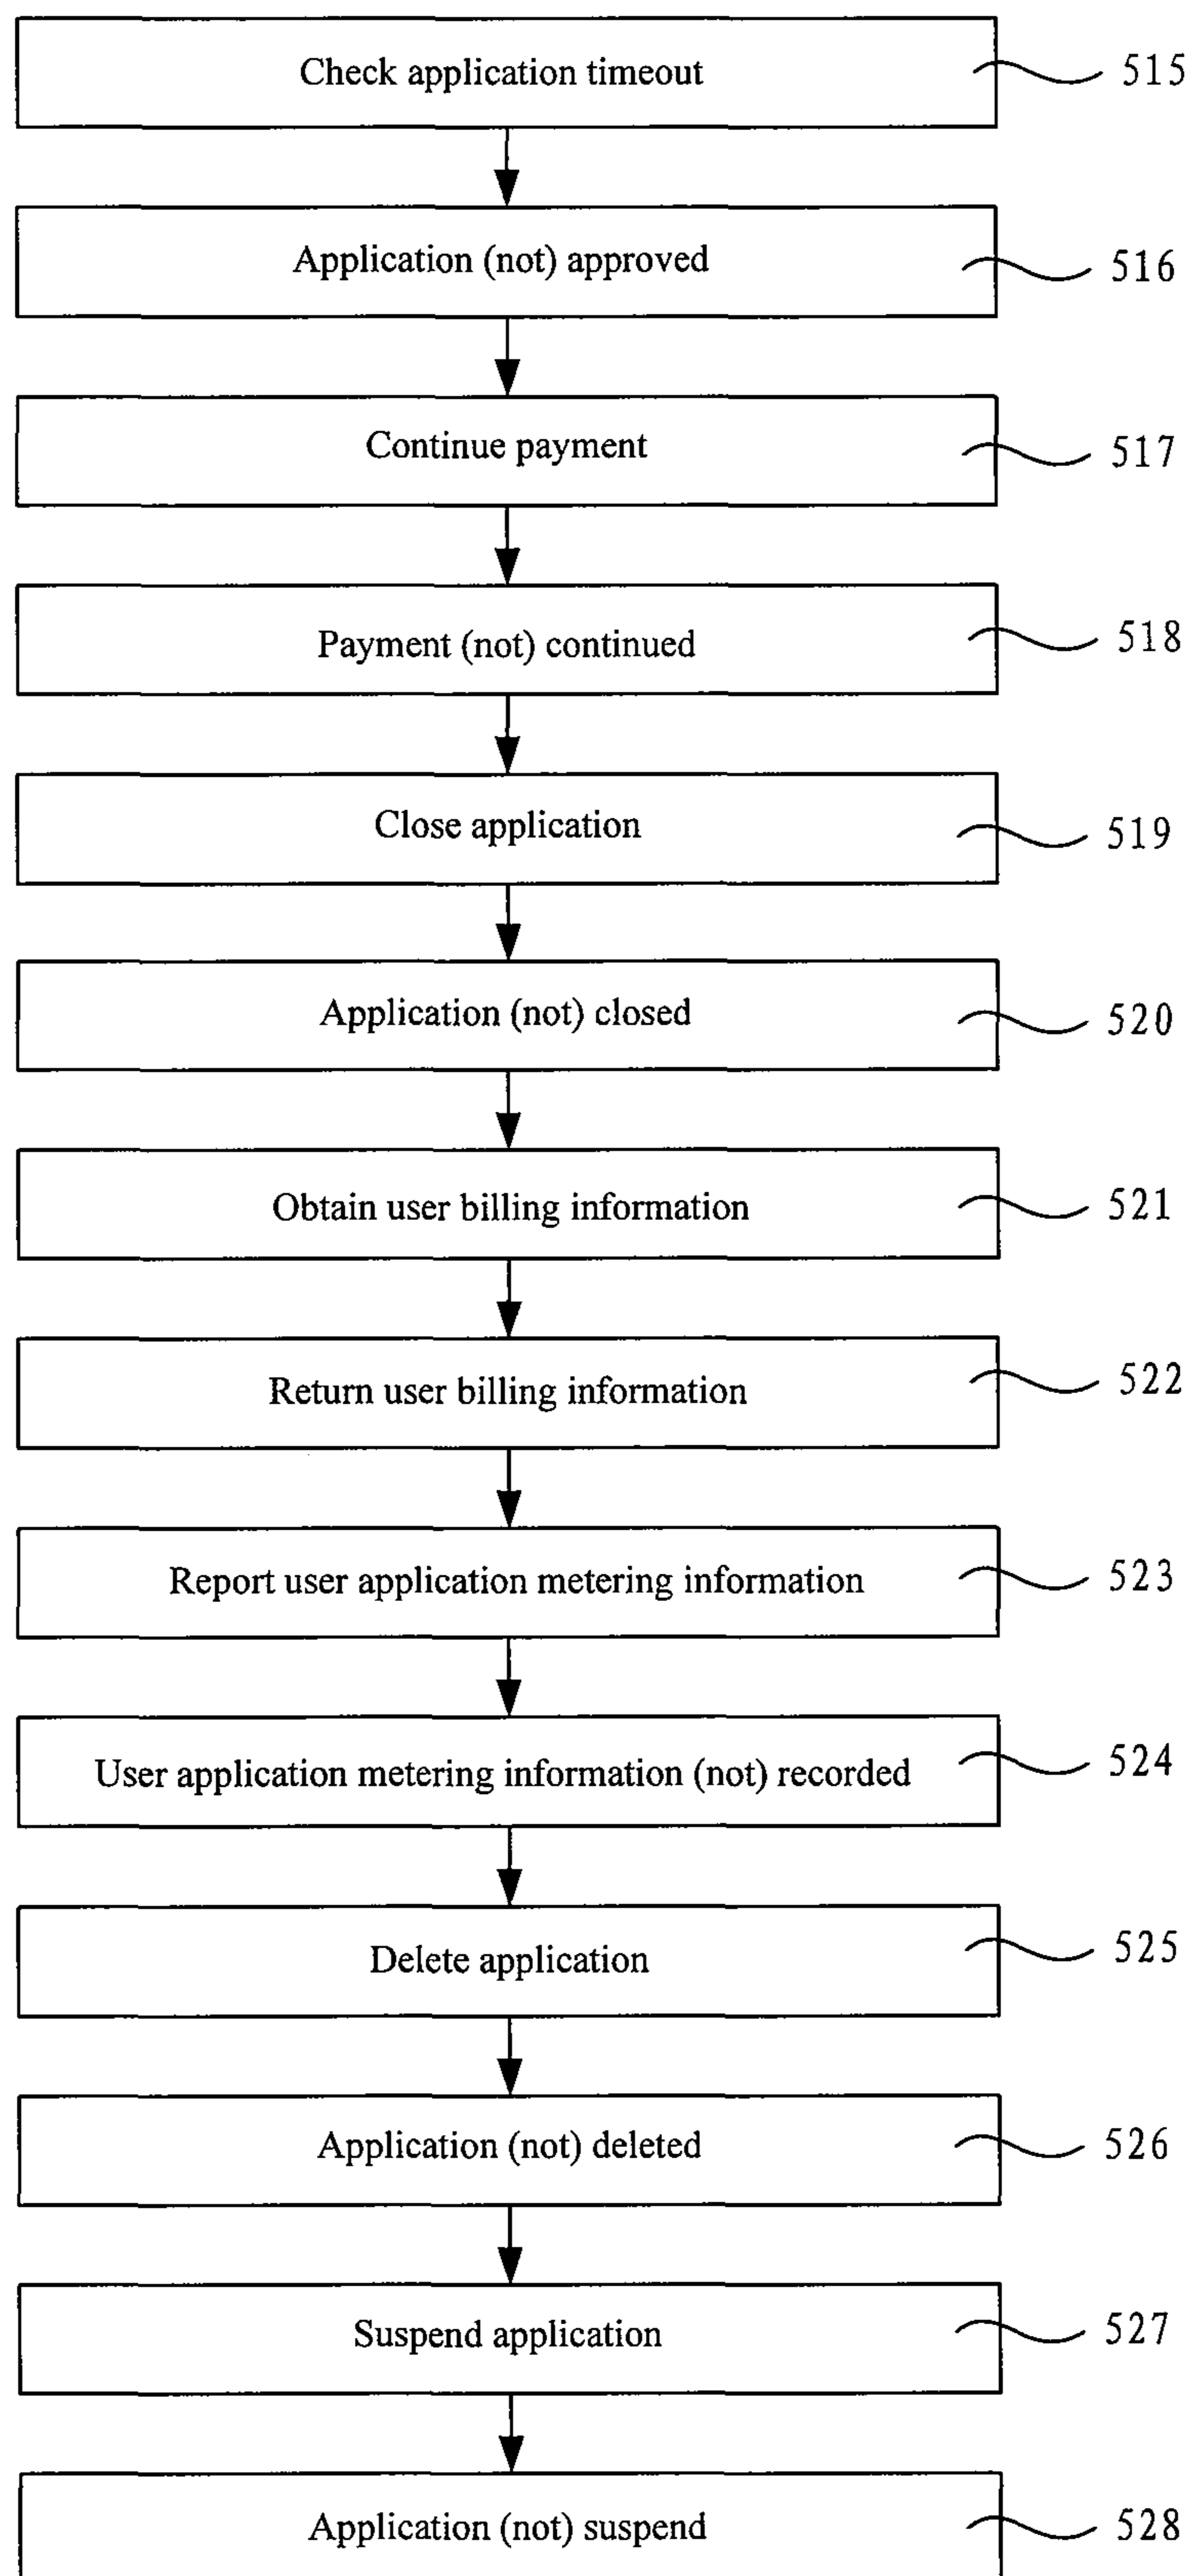 Check application timeout 515
Application (not) approved 516
Continue payment 517
Payment (not) continued 518
Close application 519
Application (not) closed 520
Obtain user billing information 521
Return user billing information 522
Report user application metering information 523
User application metering information (not) recorded 524
Delete application 525
Application (not) deleted 526
Suspend application 527
Application (not) suspend 528